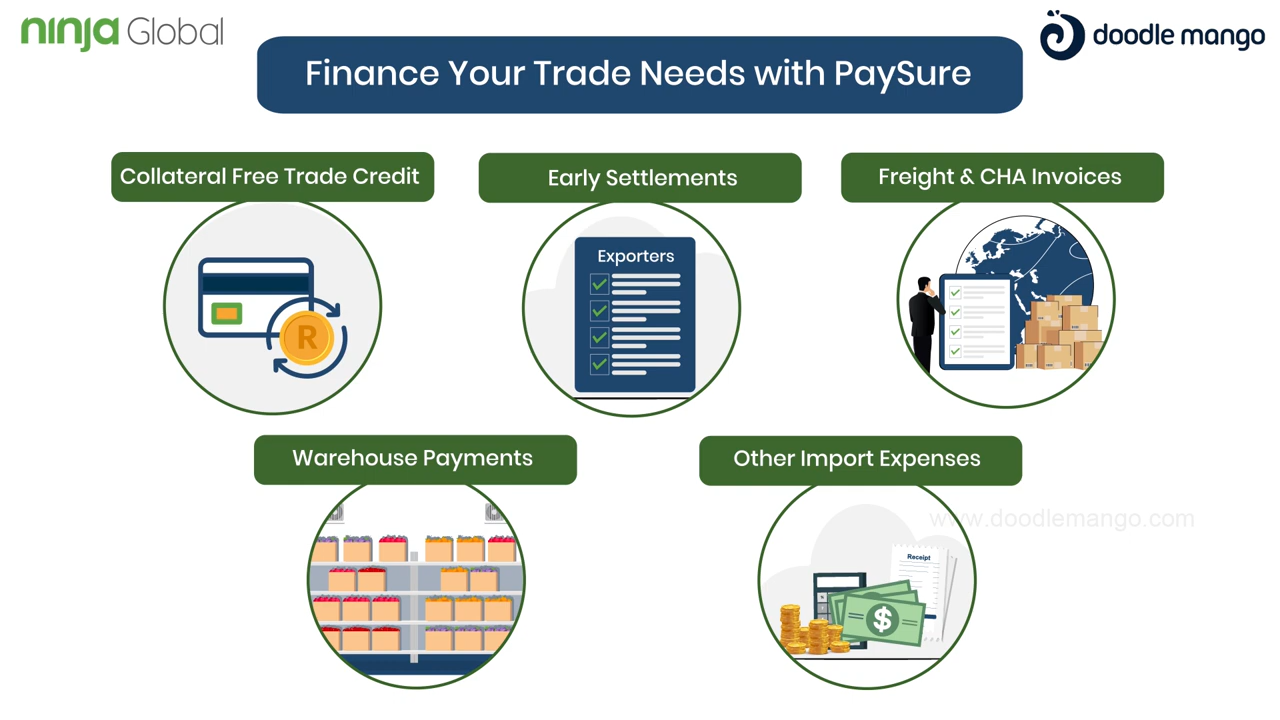 ninja Global
doodle mango
Finance Your Trade Needs with PaySure
Collateral Free Trade Credit
Early Settlements
Freight & CHA Invoices
R
Exporters
Warehouse Payments
Other Import Expenses
www.doodlemango.com
Receipt
%
$